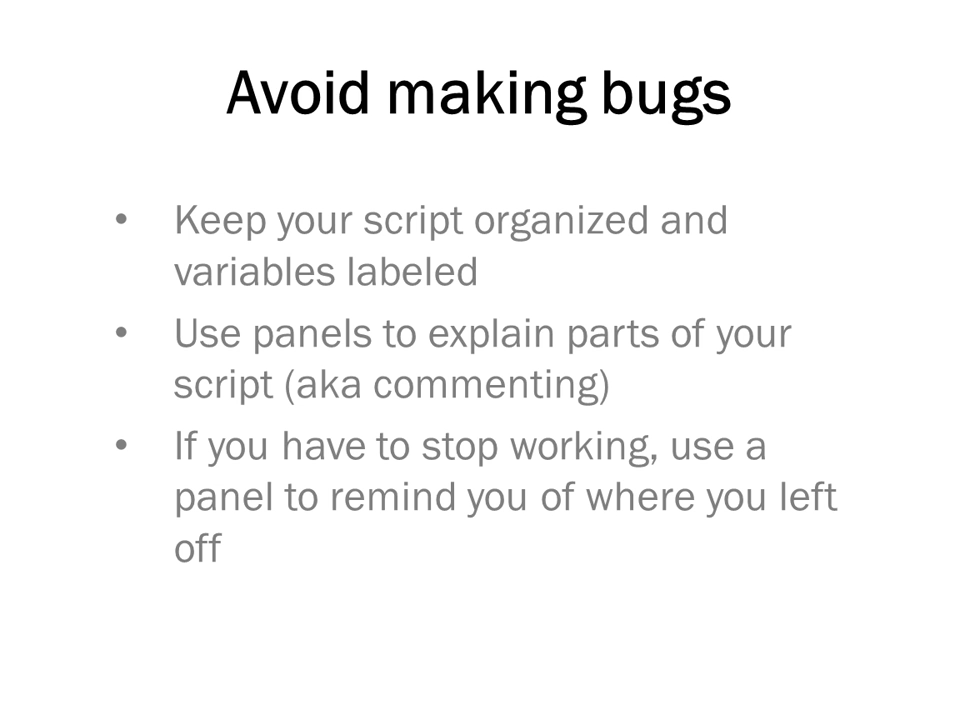 Avoid making bugs
• Keep your script organized and
variables labeled
• Use panels to explain parts of your
script (aka commenting)
• If you have to stop working, use a
panel to remind you of where you left
off